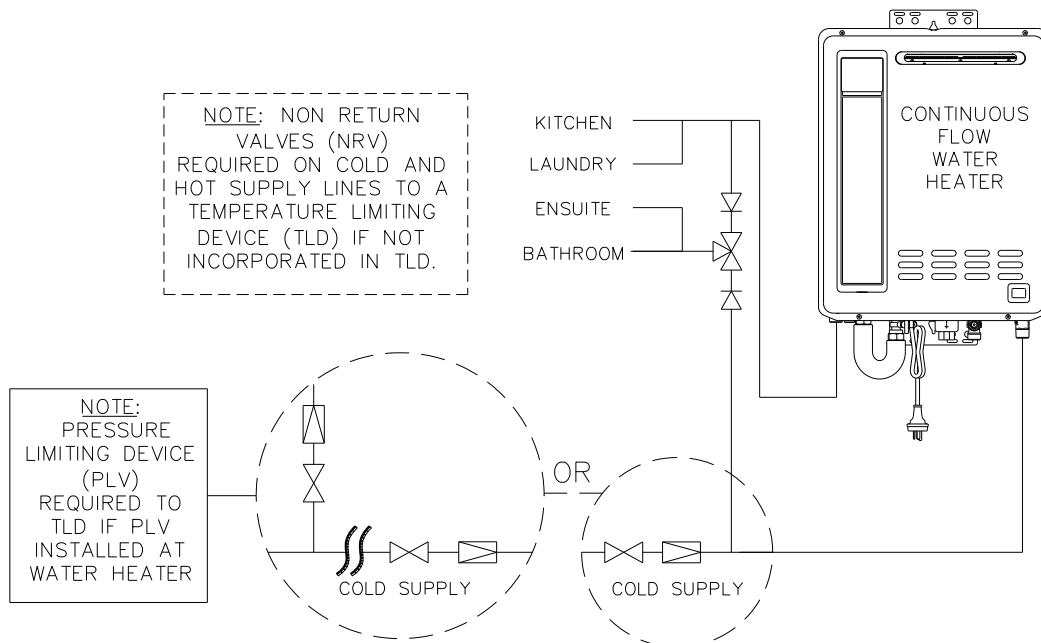 NOTE: NON RETURN
VALVES (NRV)
REQUIRED ON COLD AND
HOT SUPPLY LINES TO A
TEMPERATURE LIMITING
DEVICE (TLD) IF NOT
INCORPORATED IN TLD.
KITCHEN
LAUNDRY
ENSUITE
BATHROOM
CONTINUOUS
FLOW
WATER
HEATER
NOTE:
PRESSURE
LIMITING DEVICE
(PLV)
REQUIRED TO
TLD IF PLV
INSTALLED AT
WATER HEATER
OR
COLD SUPPLY
COLD SUPPLY